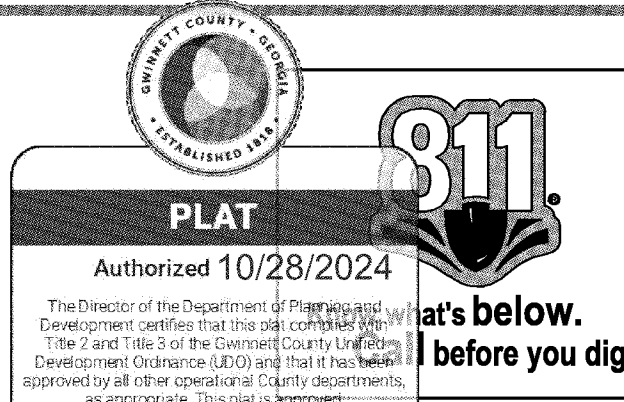 GWINNETT COUNTY • GEORGIA
• ESTABLISHED 1818 •
811®
PLAT
Authorized 10/28/2024
The Director of the Department of Planning and
Development certifies that this plat complies with
Title 2 and Title 3 of the Gwinnett County Unified
Development Ordinance (UDO) and that it has been
approved by all other operational County departments,
as appropriate. This plat is approved
Know what's below.
Call before you dig